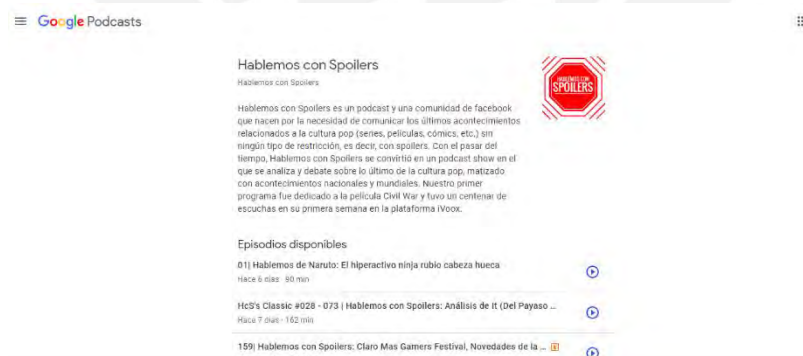 Google Podcasts
Hablemos con Spoilers
Hablemos con Spoilers
HABLEMOS CON
SPOILERS
Hablemos con Spoilers es un podcast y una comunidad de facebook
que nacen por la necesidad de comunicar los últimos acontecimientos
relacionados a la cultura pop (series, películas, cómics, etc.) sin
ningún tipo de restricción, es decir, con spoilers. Con el pasar del
tiempo, Hablemos con Spoilers se convirtió en un podcast show en el
que se analiza y debate sobre lo último de la cultura pop, matizado
con acontecimientos nacionales y mundiales. Nuestro primer
programa fue dedicado a la película Civil War y tuvo un centenar de
escuchas en su primera semana en la plataforma iVoox.
Episodios disponibles
01| Hablemos de Naruto: El hiperactivo ninja rubio cabeza hueca
Hace 6 días · 90 min
HcS's Classic #028 - 073 | Hablemos con Spoilers: Análisis de It (Del Payaso ...
Hace 7 días · 162 min
159| Hablemos con Spoilers: Claro Mas Gamers Festival, Novedades de la ...